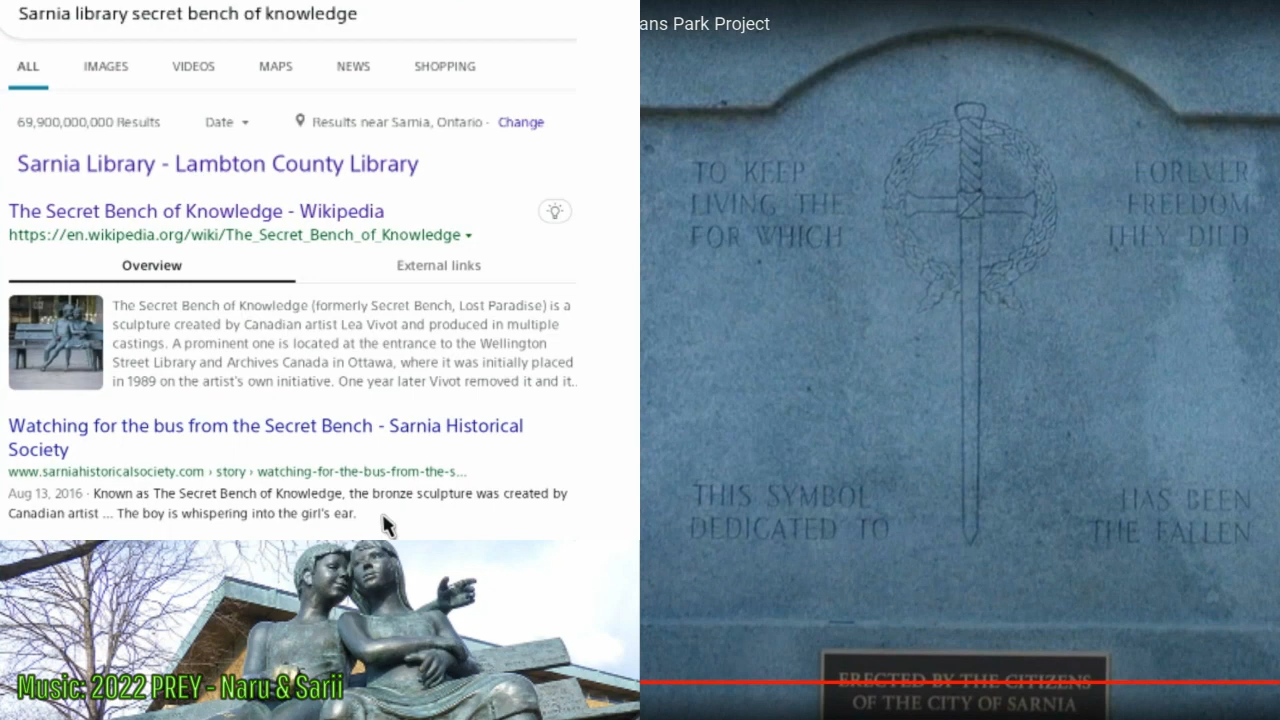 Sarnia library secret bench of knowledge
ALL IMAGES VIDEOS MAPS NEWS SHOPPING
69,900,000,000 Results Date Results near Sarnia, Ontario · Change
Sarnia Library - Lambton County Library
The Secret Bench of Knowledge - Wikipedia
https://en.wikipedia.org/wiki/The_Secret_Bench_of_Knowledge
Overview External links
The Secret Bench of Knowledge (formerly Secret Bench, Lost Paradise) is a
sculpture created by Canadian artist Lea Vivot and produced in multiple
castings. A prominent one is located at the entrance to the Wellington
Street Library and Archives Canada in Ottawa, where it was initially placed
in 1989 on the artist's own initiative. One year later Vivot removed it and it..
Watching for the bus from the Secret Bench - Sarnia Historical
Society
www.sarniahistoricalsociety.com › story › watching-for-the-bus-from-the-s...
Aug 13, 2016 · Known as The Secret Bench of Knowledge, the bronze sculpture was created by
Canadian artist ... The boy is whispering into the girl's ear.
Music: 2022 PREY - Naru & Sarii
ans Park Project
TO KEEP FOREVER
LIVING THE FREEDOM
FOR WHICH THEY DIED
THIS SYMBOL HAS BEEN
DEDICATED TO THE FALLEN
ERECTED BY THE CITIZENS
OF THE CITY OF SARNIA